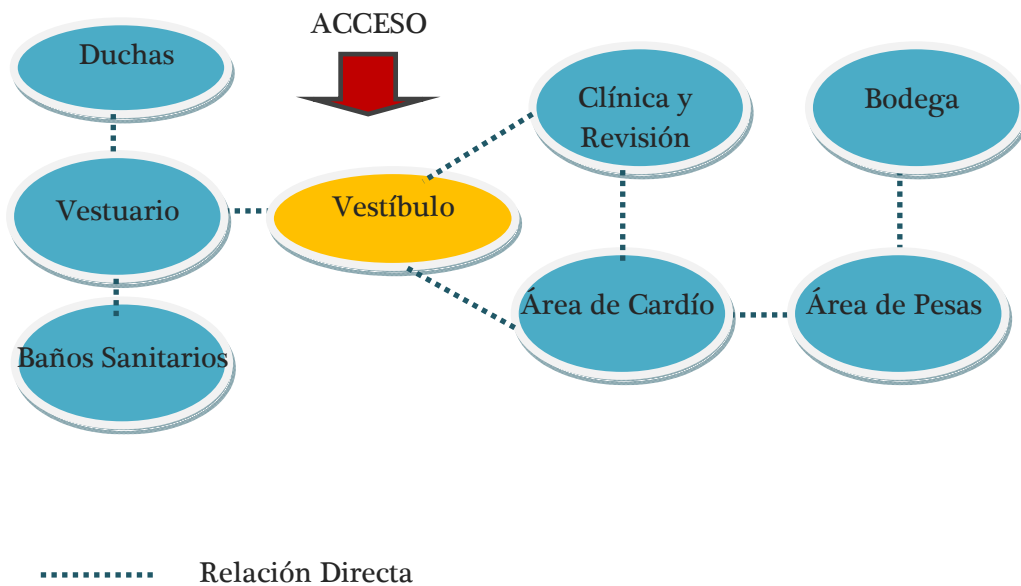 ACCESO
Duchas
Clínica y
Revisión
Bodega
Vestuario
Vestíbulo
Área de Cardío
Área de Pesas
Baños Sanitarios
Relación Directa